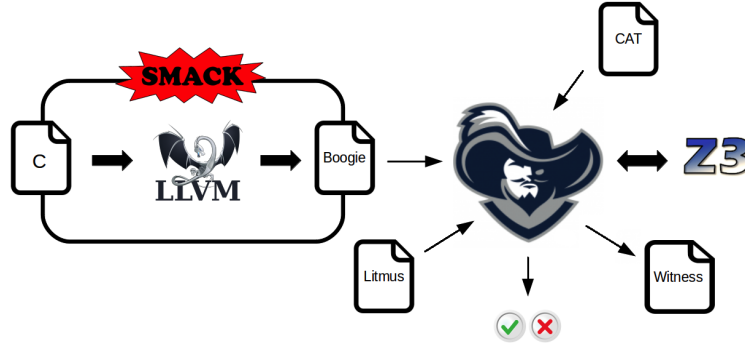 CAT
SMACK
C
LLVM
Boogie
Z3
Litmus
Witness